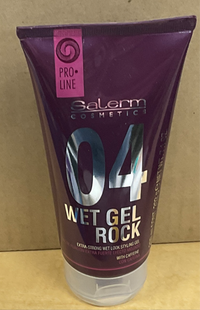 PRO•
LINE
Salerm
COSMETICS
04
WET GEL
ROCK
EXTRA-STRONG WET LOOK STYLING GEL
WITH CAFFEINE